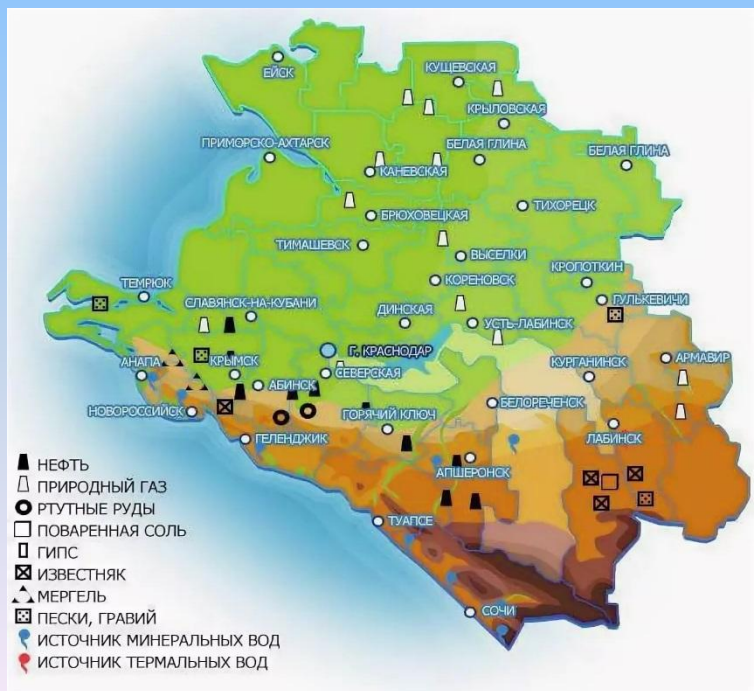 ЕЙСК
КУЩЕВСКАЯ
КРЫЛОВСКАЯ
ПРИМОРСКО-АХТАРСК
БЕЛАЯ ГЛИНА
БЕЛАЯ ГЛИНА
КАНЕВСКАЯ
БРЮХОВЕЦКАЯ
ТИХОРЕЦК
ТИМАШЕВСК
ВЫСЕЛКИ
КОРЕНОВСК
КРОПОТКИН
ТЕМРЮК
ГУЛЬКЕВИЧИ
СЛАВЯНСК-НА-КУБАНИ
ДИНСКАЯ
УСТЬ-ЛАБИНСК
Г. КРАСНОДАР
АНАПА
КРЫМСК
СЕВЕРСКАЯ
КУРГАНИНСК
АРМАВИР
АБИНСК
НОВОРОССИЙСК
ГОРЯЧИЙ КЛЮЧ
БЕЛОРЕЧЕНСК
ГЕЛЕНДЖИК
ЛАБИНСК
АПШЕРОНСК
ТУАПСЕ
СОЧИ
НЕФТЬ
ПРИРОДНЫЙ ГАЗ
РТУТНЫЕ РУДЫ
ПОВАРЕННАЯ СОЛЬ
ГИПС
ИЗВЕСТНЯК
МЕРГЕЛЬ
ПЕСКИ, ГРАВИЙ
ИСТОЧНИК МИНЕРАЛЬНЫХ ВОД
ИСТОЧНИК ТЕРМАЛЬНЫХ ВОД